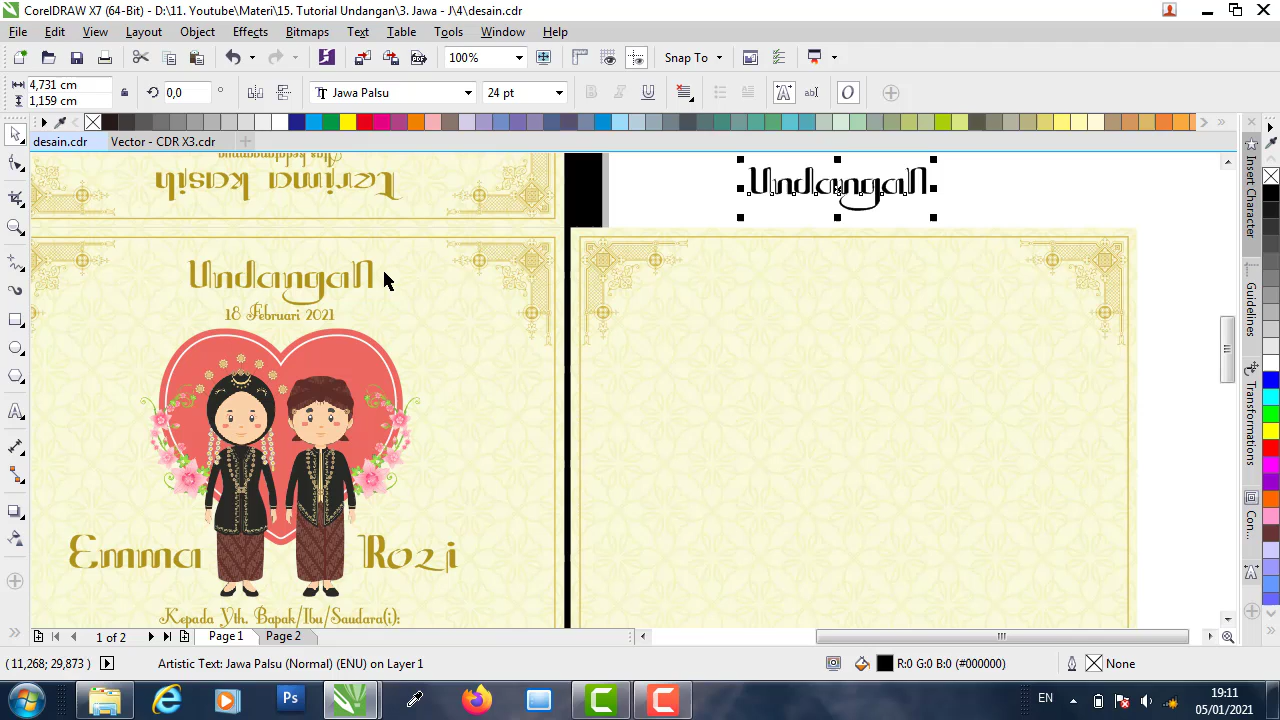 CorelDRAW X7 (64-Bit) - D:\11. Youtube\Materi\15. Tutorial Undangan\3. Jawa - J\4\desain.cdr
File Edit View Layout Object Effects Bitmaps Text Table Tools Window Help
100% Snap To
4,731 cm
1,159 cm
0,0 ° Jawa Palsu 24 pt
desain.cdr Vector - CDR X3.cdr
Terima kasih
Undangan
Undangan
18 Februari 2021
Emma Rozi
Kepada Yth. Bapak/Ibu/Saudara(i):
Insert Character
Guidelines
Transformations
Con...
1 of 2 Page 1 Page 2
(11,268; 29,873) Artistic Text: Jawa Palsu (Normal) (ENU) on Layer 1 R:0 G:0 B:0 (#000000) None
Ps EN 19:11
05/01/2021